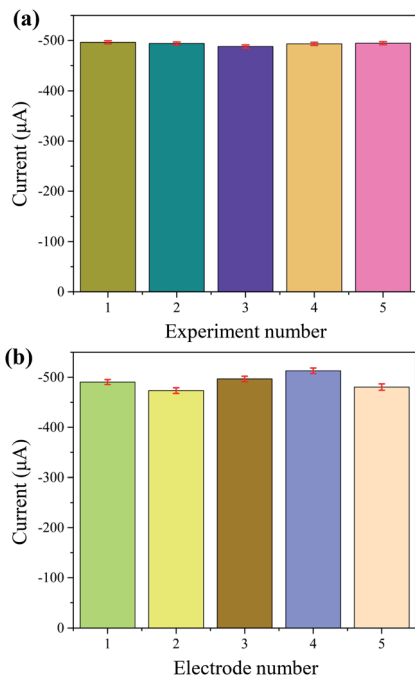 (a)
-500
-400
-300
-200
-100
0
Current (μA)
1 2 3 4 5
Experiment number
(b)
-500
-400
-300
-200
-100
0
Current (μA)
1 2 3 4 5
Electrode number